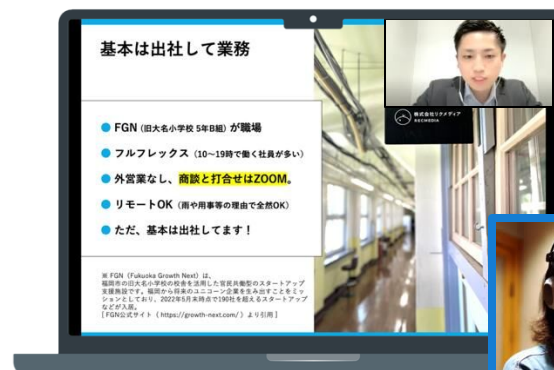 基本は出社して業務
株式会社リクメディア
RECMEDIA
● FGN (旧大名小学校 5年B組) が職場
● フルフレックス (10〜19時で働く社員が多い)
● 外営業なし、商談と打合せはZOOM。
● リモートOK (雨や用事等の理由で全然OK)
● ただ、基本は出社してます！
※ FGN（Fukuoka Growth Next）は、
福岡市の旧大名小学校の校舎を活用した官民共働型のスタートアップ
支援施設です。福岡から将来のユニコーン企業を生み出すことをミッ
ションとしており、2022年5月末時点で190社を超えるスタートアップ
などが入居。
[ FGN公式サイト（ https://growth-next.com/ ）より引用 ]